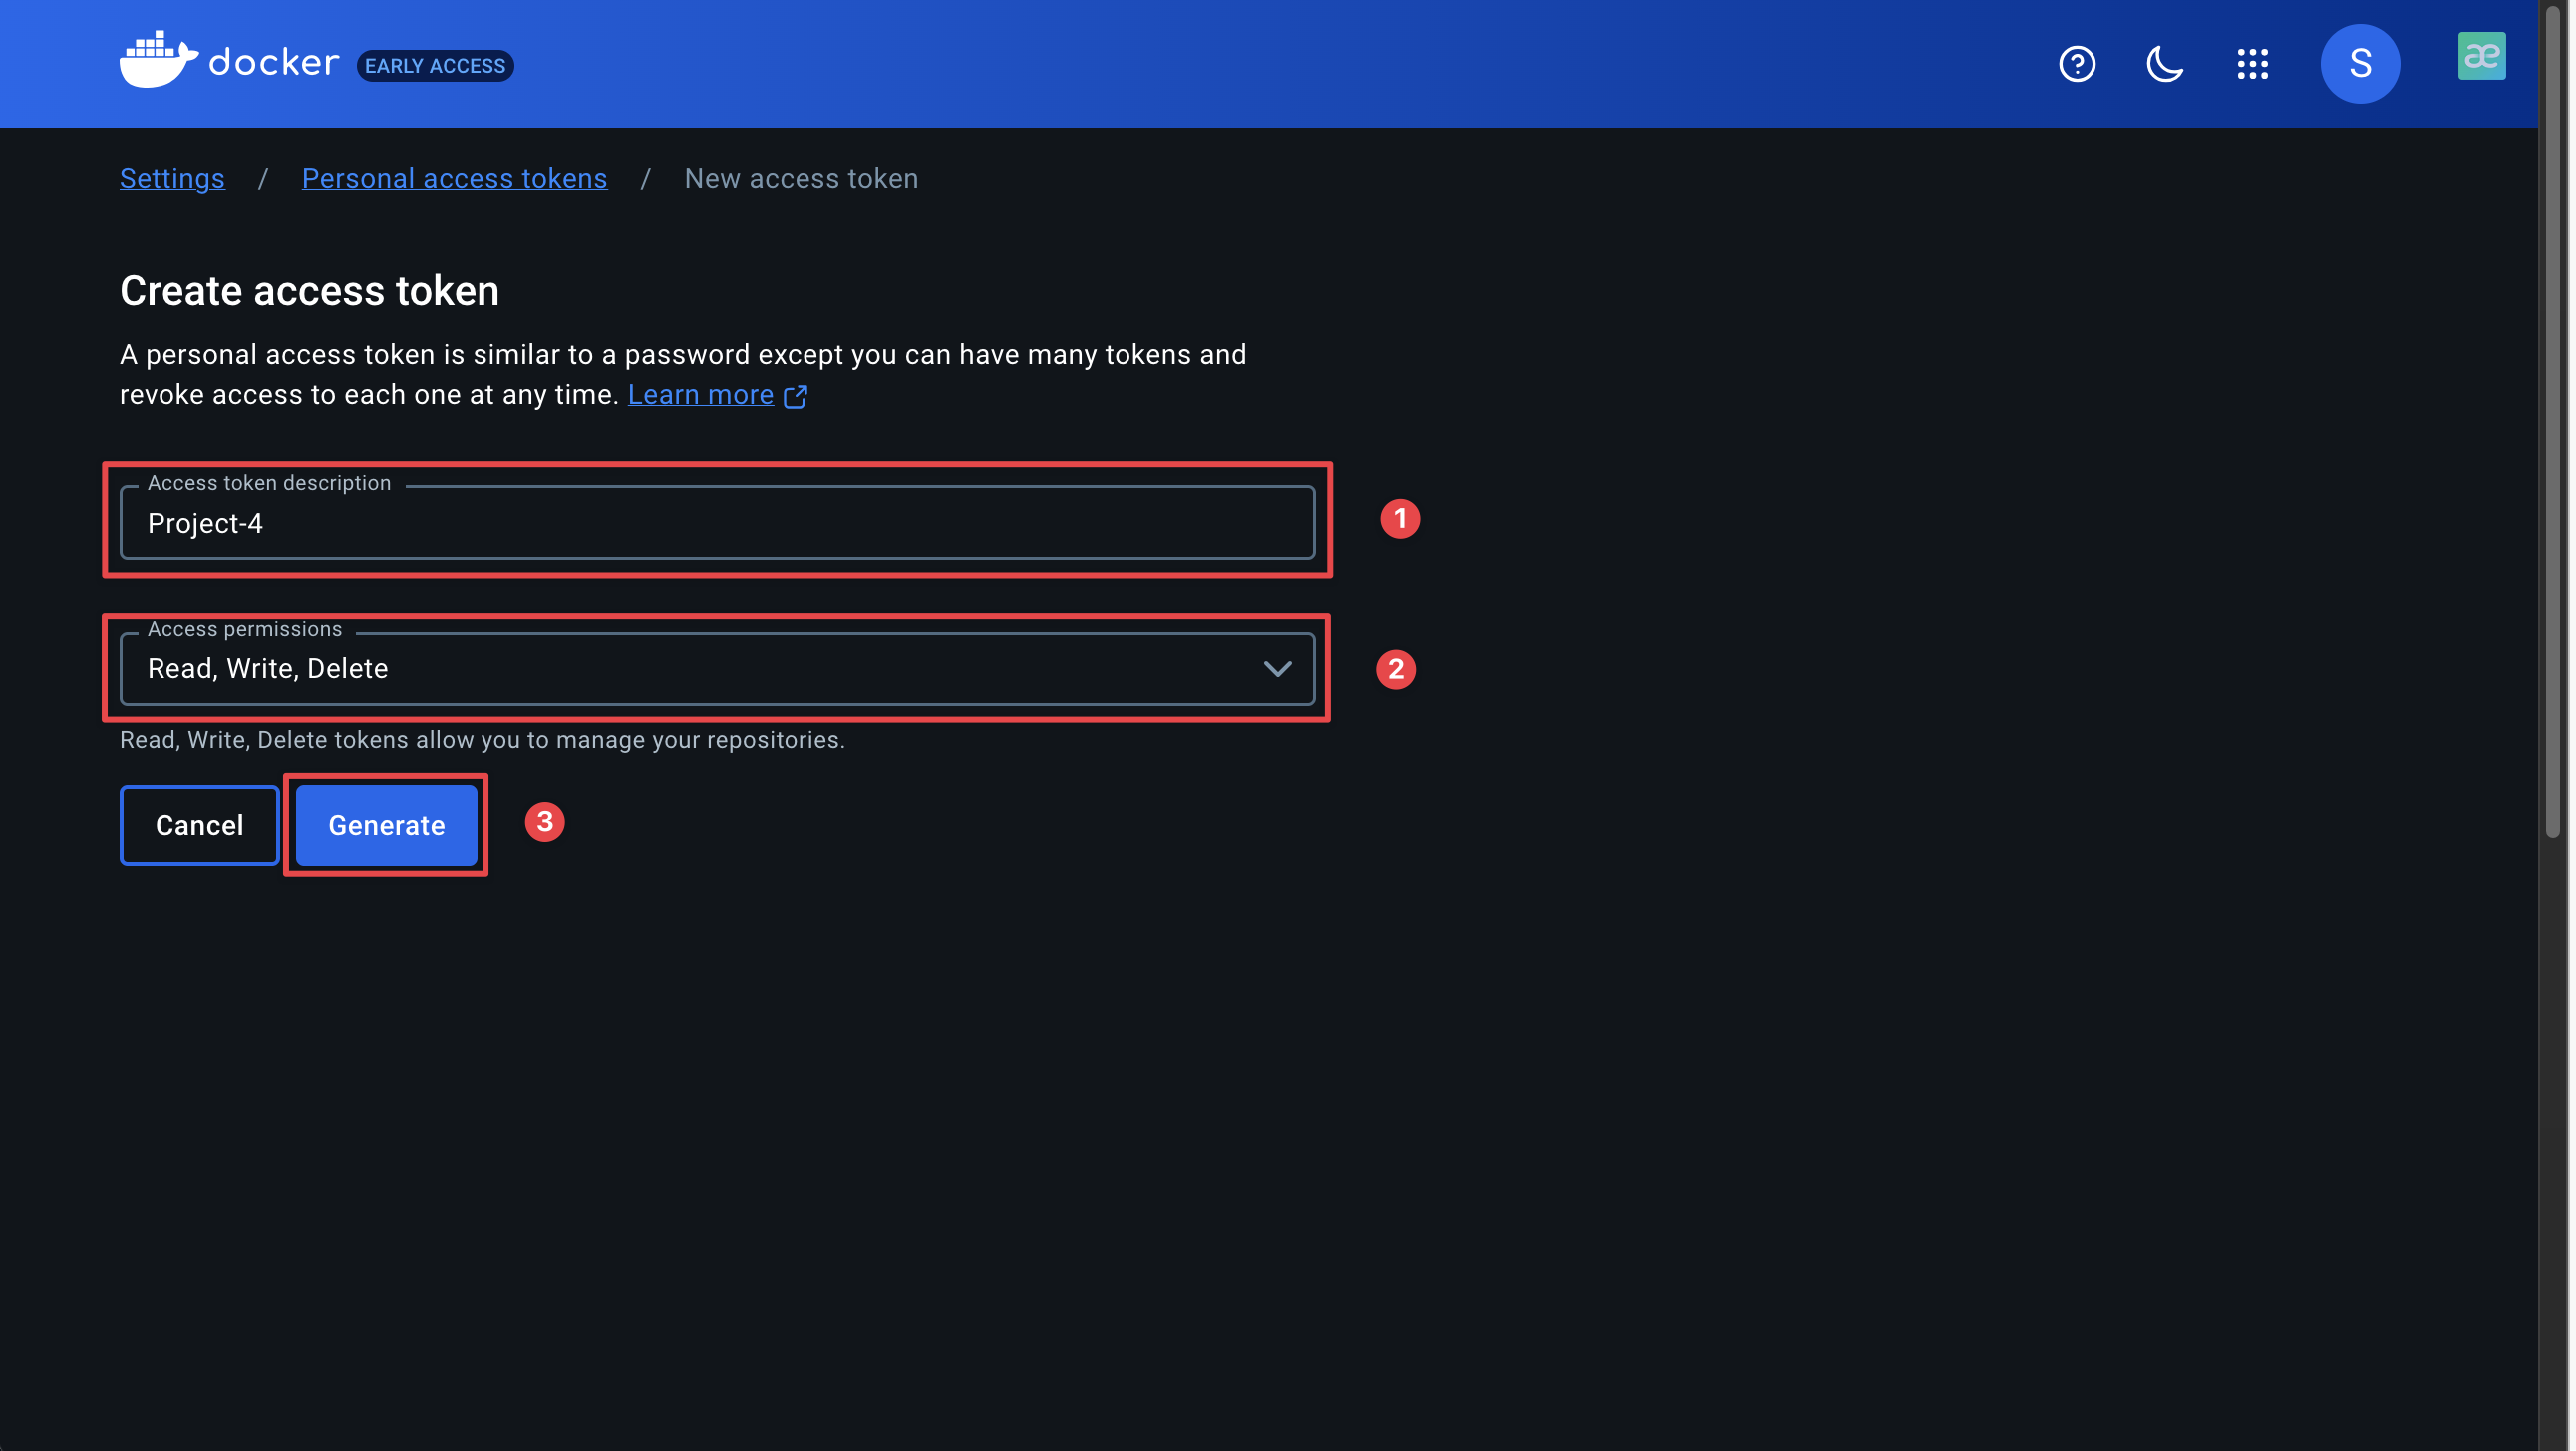 docker EARLY ACCESS
S
æ
Settings / Personal access tokens / New access token
Create access token
A personal access token is similar to a password except you can have many tokens and
revoke access to each one at any time. Learn more
Access token description
Project-4
1
Access permissions
Read, Write, Delete
2
Read, Write, Delete tokens allow you to manage your repositories.
Cancel
Generate
3